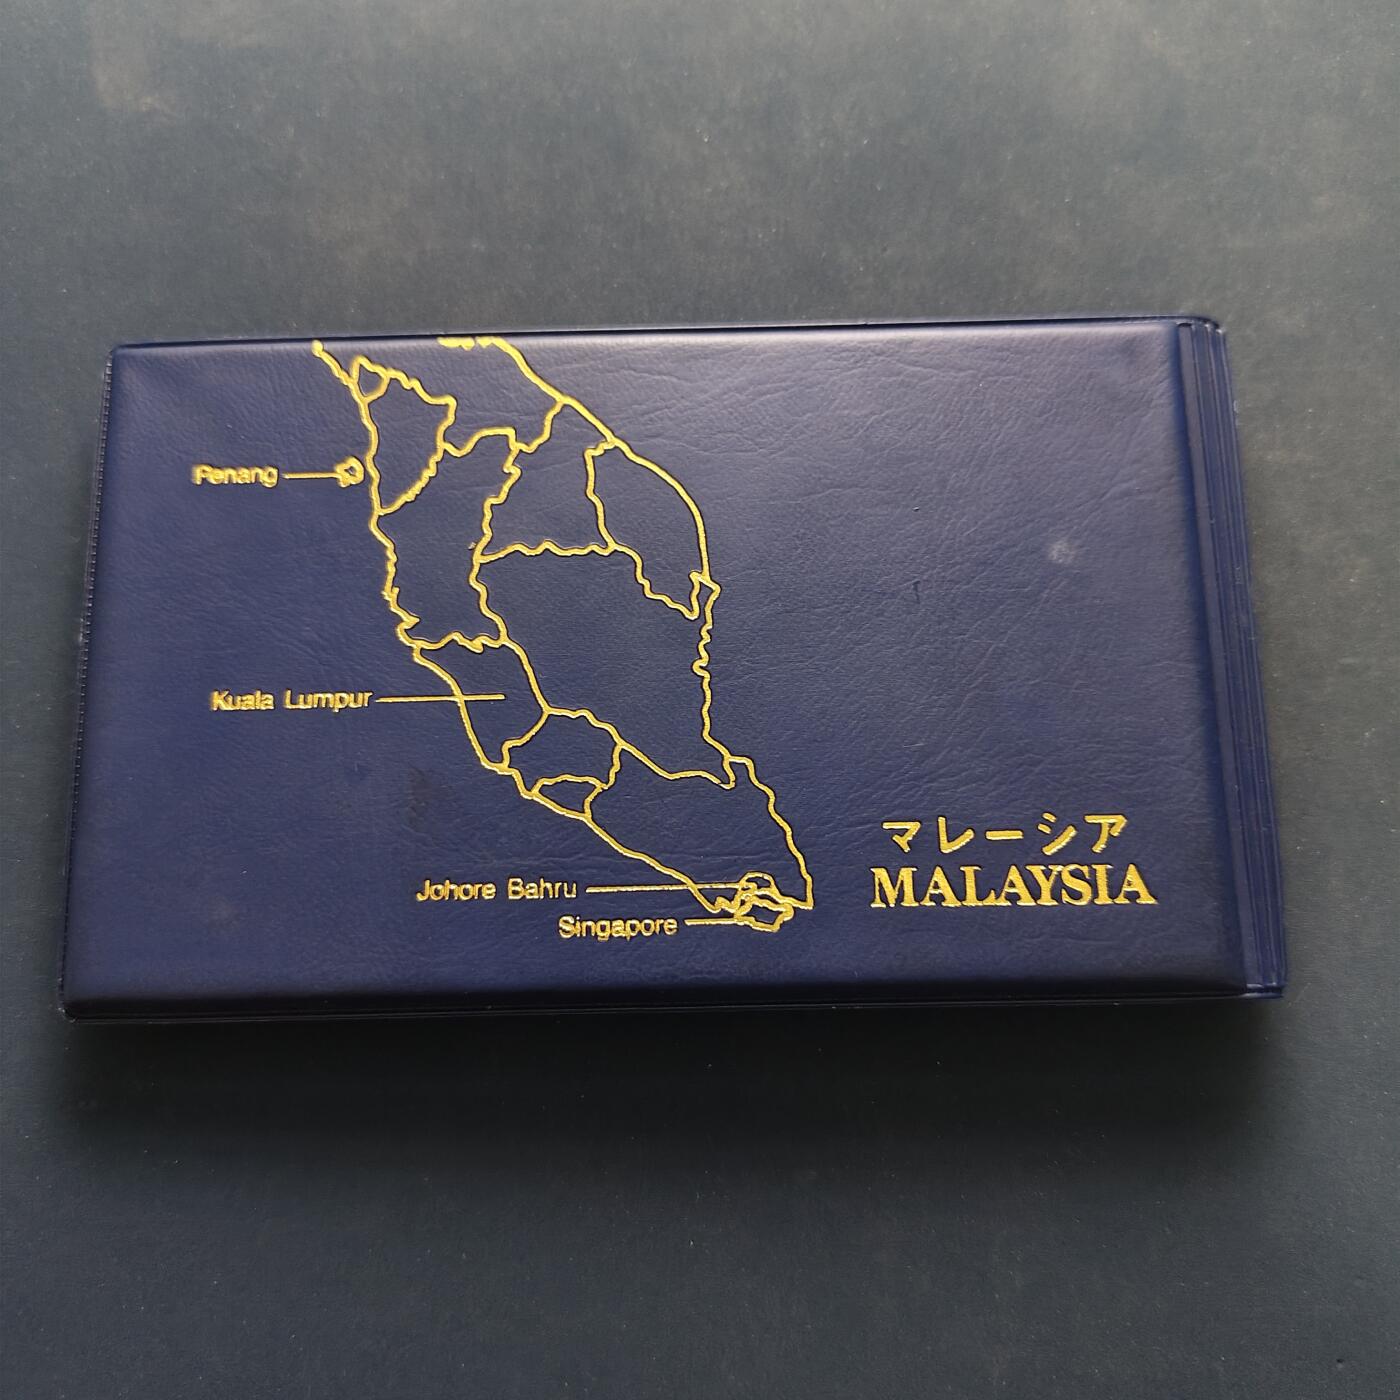 Penang
Kuala Lumpur
マレーシア
MALAYSIA
Johore Bahru
Singapore